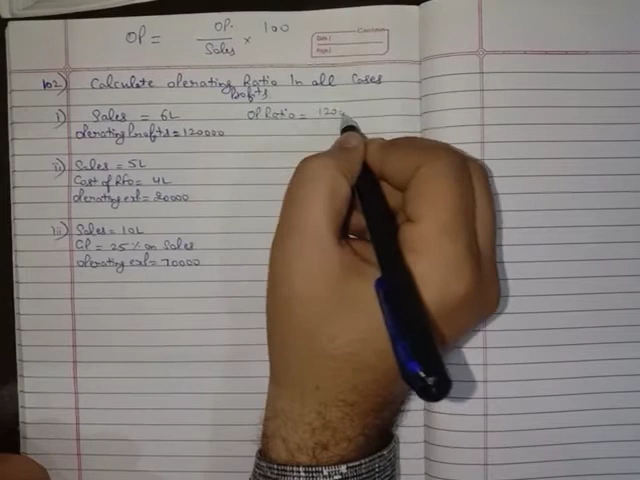 OP = OP. / Sales × 100
Date
Page
102) Calculate Operating Ratio In all Cases
Profits
i) Sales = 6L
OP Ratio = 120
Operating Profits = 120000
ii) Sales = 5L
Cost of RFO = 4L
Operating exp = 20000
iii) Sales = 10L
GP = 25% on Sales
Operating exp = 70000